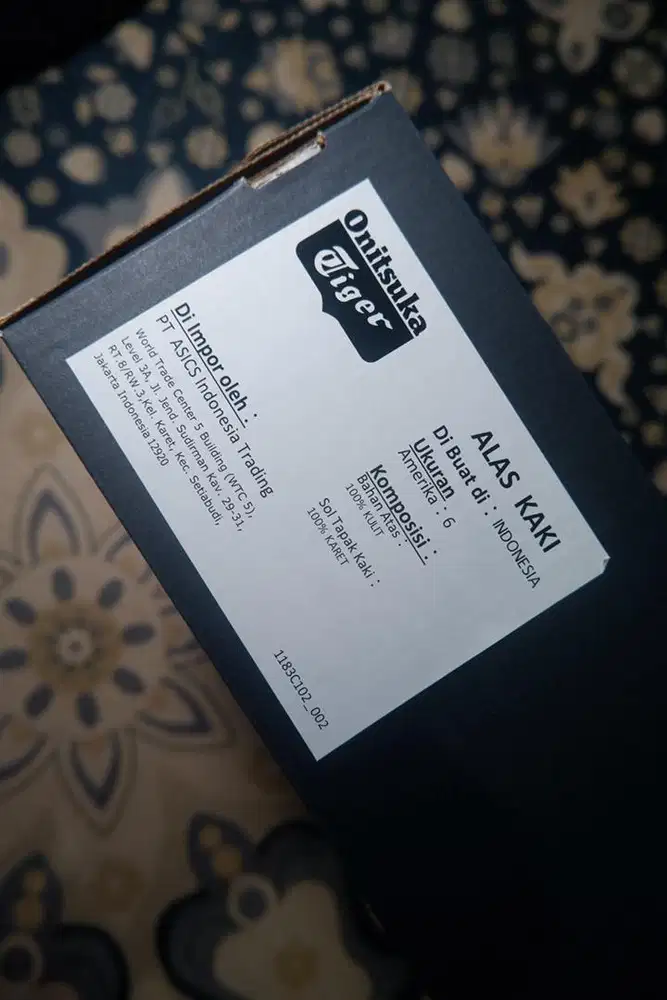 Onitsuka
Tiger
ALAS KAKI
Di Buat di : INDONESIA
Ukuran
Amerika : 6
Komposisi :
Bahan Atas :
100% KULIT
Sol Tapak Kaki :
100% KARET
Di Impor oleh :
PT ASICS Indonesia Trading
World Trade Center 5 Building (WTC 5),
Level 3A, Jl. Jend. Sudirman Kav. 29-31,
RT.8/RW.3,Kel. Karet, Kec. Setiabudi,
Jakarta Indonesia 12920
1183C102_002